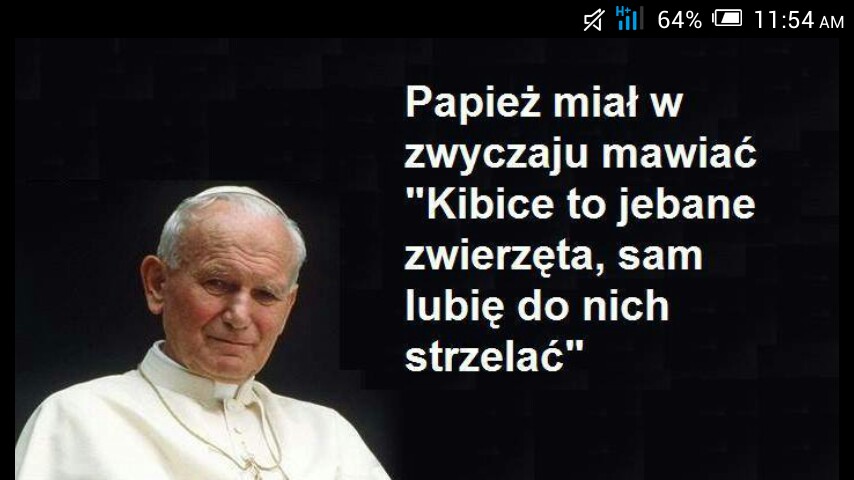 H+ 64% 11:54 AM
Papież miał w
zwyczaju mawiać
"Kibice to jebane
zwierzęta, sam
lubię do nich
strzelać"